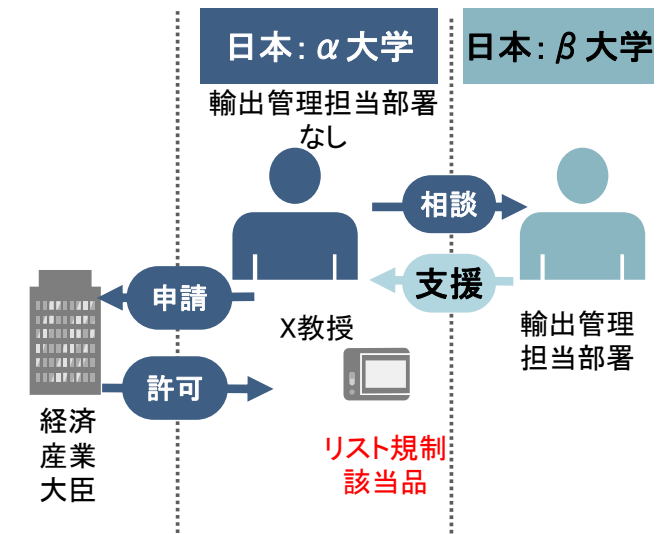 日本：α大学
日本：β大学
輸出管理担当部署
なし
相談
支援
申請
X教授
輸出管理
担当部署
許可
経済
産業
大臣
リスト規制
該当品